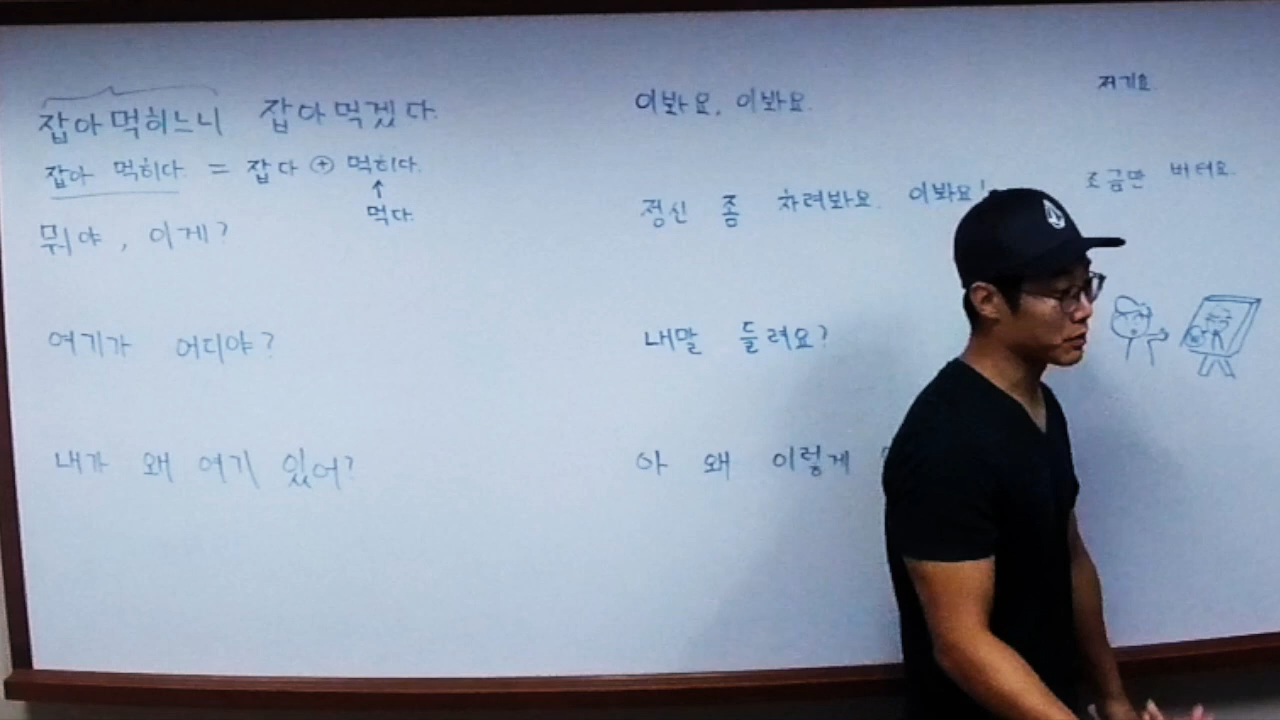 잡아먹히느니 잡아먹겠다.
잡아 먹히다. = 잡다 ⊕ 먹히다.
↑
먹다.
뭐야, 이게?
여기가 어디야?
내가 왜 여기 있어?
이봐요, 이봐요.
정신 좀 차려봐요. 이봐요!
내말 들려요?
아 왜 이렇게
저기요
조금만 버텨요.